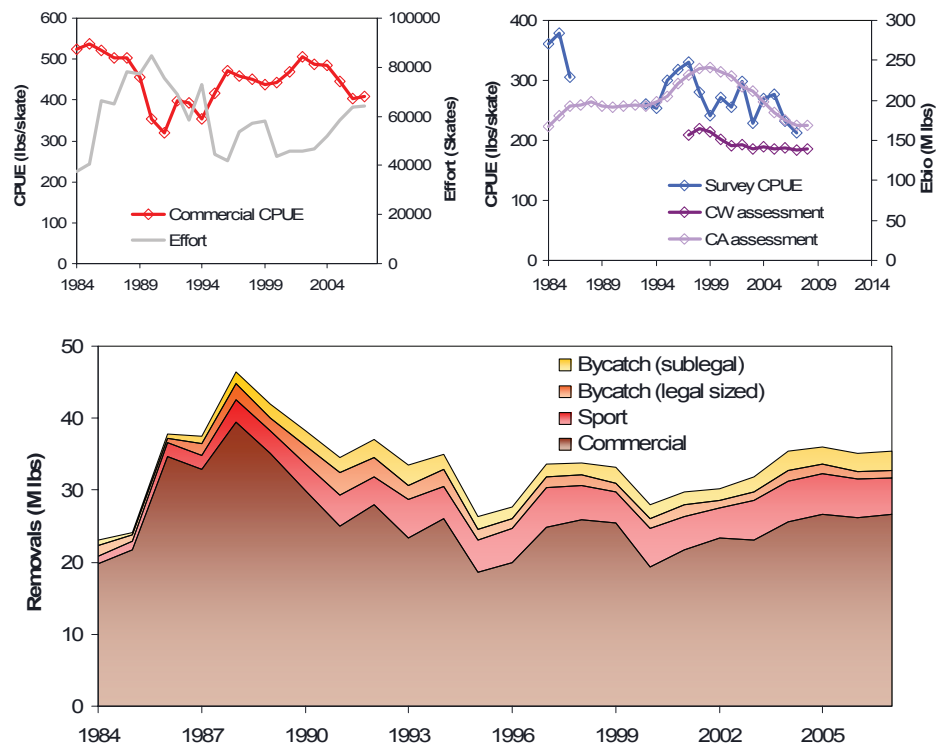 600
500
400
300
200
100
0
CPUE (lbs/skate)
100000
80000
60000
40000
20000
0
Effort (Skates)
Commercial CPUE
Effort
1984 1989 1994 1999 2004
400
300
200
100
0
CPUE (lbs/skate)
300
250
200
150
100
50
0
Ebio (M lbs)
Survey CPUE
CW assessment
CA assessment
1984 1989 1994 1999 2004 2009 2014
50
40
30
20
10
0
Removals (M lbs)
Bycatch (sublegal)
Bycatch (legal sized)
Sport
Commercial
1984 1987 1990 1993 1996 1999 2002 2005